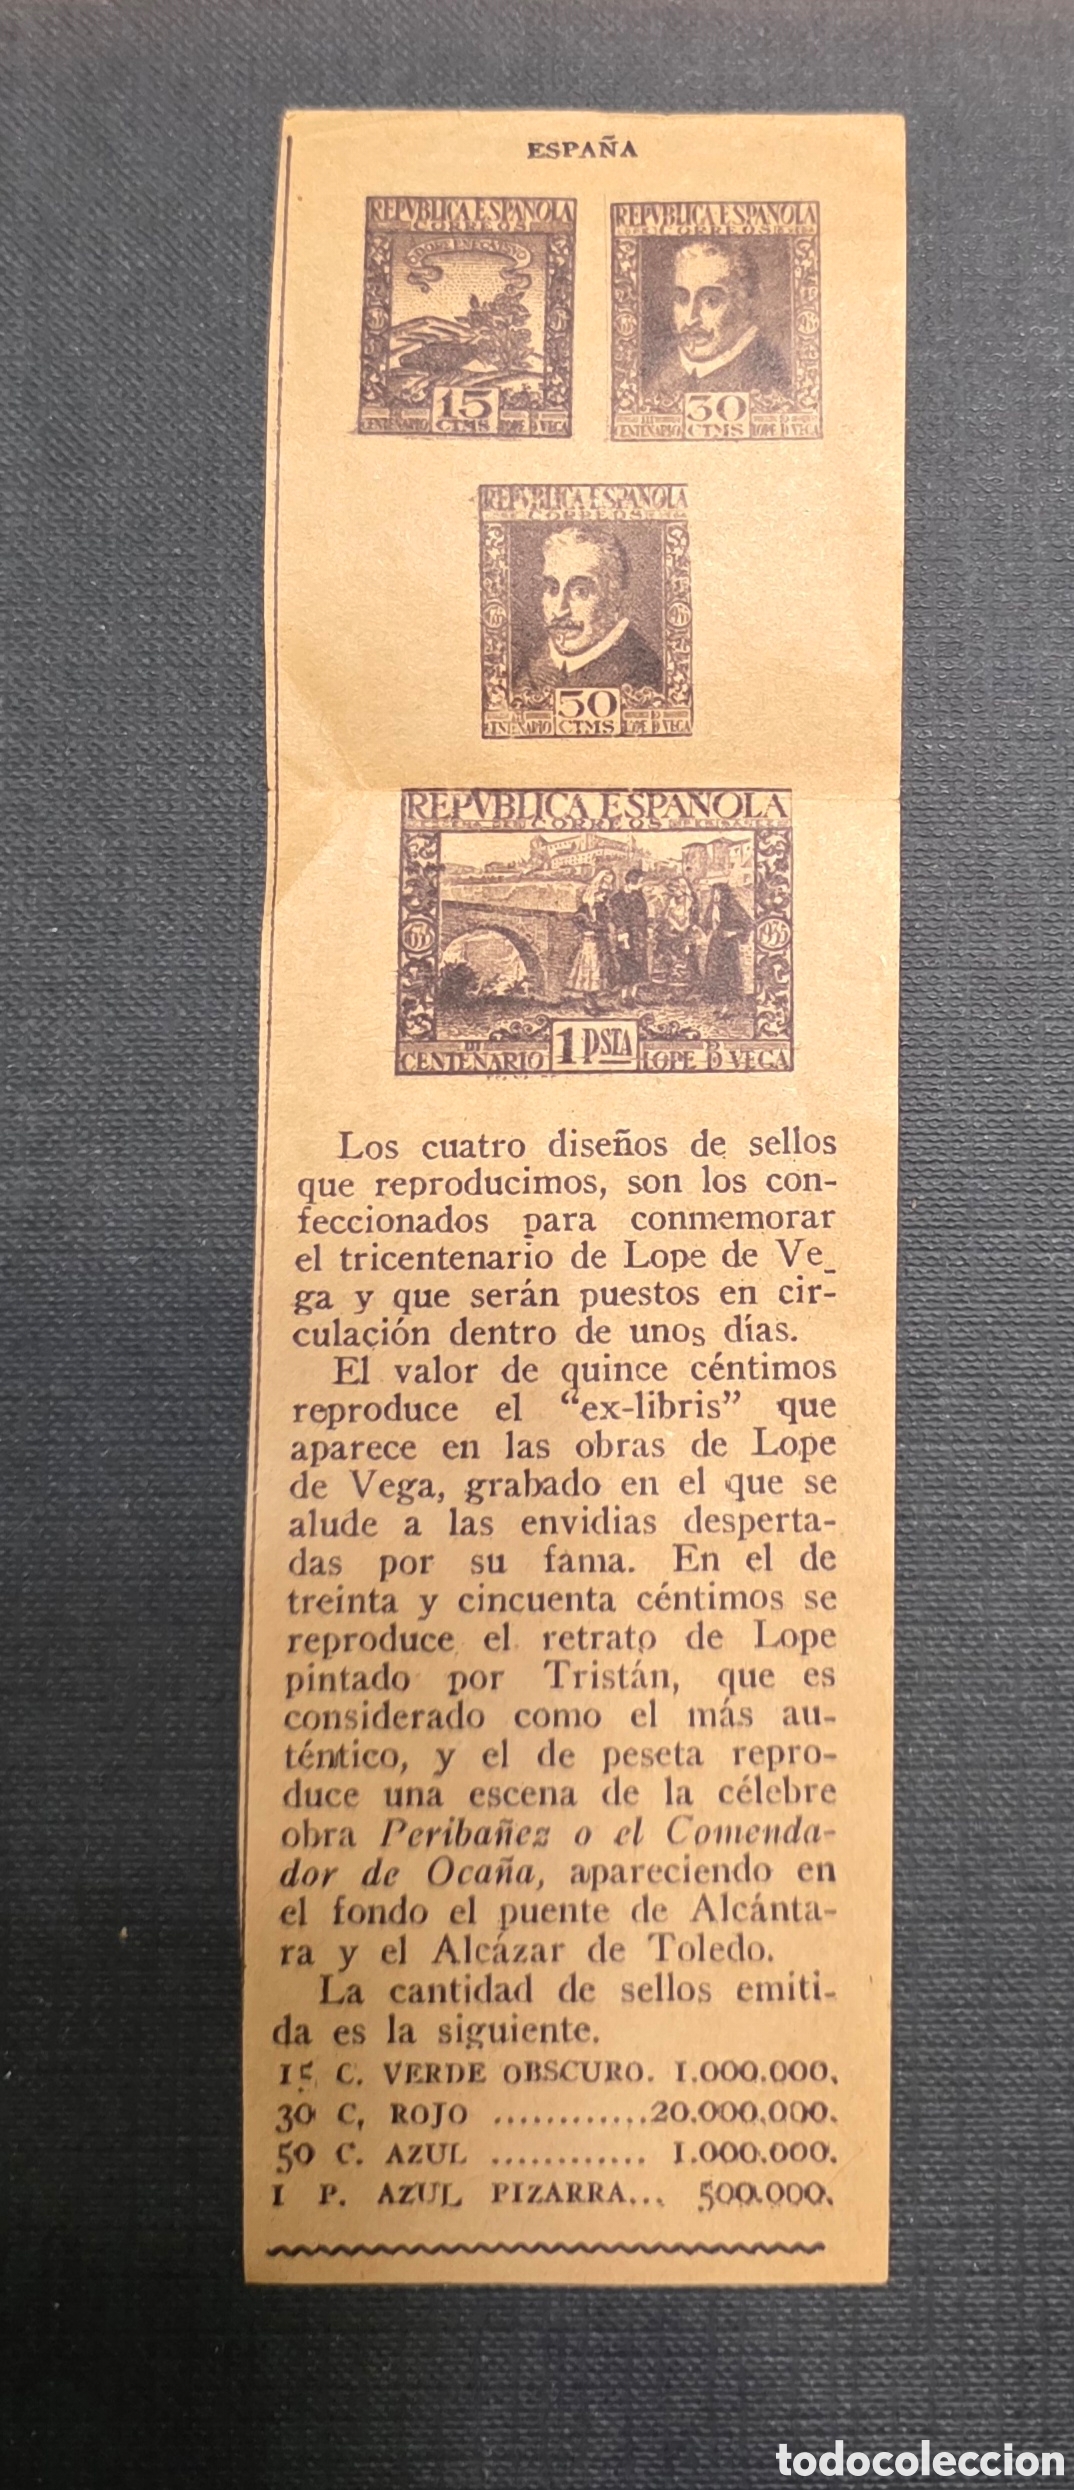 ESPAÑA
REPVBLICA ESPAÑOLA
CORREOS
15
CTMS
CENTENARIO
LOPE D VEGA
REPVBLICA ESPAÑOLA
CORREOS
30
CTMS
CENTENARIO
LOPE D VEGA
REPVBLICA ESPAÑOLA
CORREOS
50
CTMS
CENTENARIO
LOPE D VEGA
REPVBLICA ESPAÑOLA
CORREOS
1935
III
CENTENARIO
1 PSTA
LOPE D VEGA
Los cuatro diseños de sellos
que reproducimos, son los con-
feccionados para conmemorar
el tricentenario de Lope de Ve-
ga y que serán puestos en cir-
culación dentro de unos días.
El valor de quince céntimos
reproduce el "ex-libris" que
aparece en las obras de Lope
de Vega, grabado en el que se
alude a las envidias desperta-
das por su fama. En el de
treinta y cincuenta céntimos se
reproduce el retrato de Lope
pintado por Tristán, que es
considerado como el más au-
téntico, y el de peseta repro-
duce una escena de la célebre
obra Peribañez o el Comenda-
dor de Ocaña, apareciendo en
el fondo el puente de Alcánta-
ra y el Alcázar de Toledo.
La cantidad de sellos emiti-
da es la siguiente.
15 C. VERDE OBSCURO. 1.000.000.
30 C, ROJO ............20.000.000.
50 C. AZUL ............ 1.000.000.
1 P. AZUL PIZARRA... 500.000.
todocoleccion